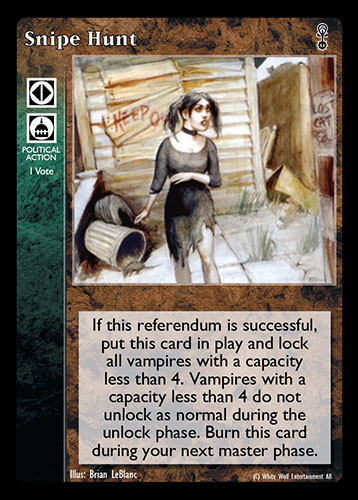 Snipe Hunt
POLITICAL
ACTION
1 Vote
KEEP O
LOST
CAT
If this referendum is successful,
put this card in play and lock
all vampires with a capacity
less than 4. Vampires with a
capacity less than 4 do not
unlock as normal during the
unlock phase. Burn this card
during your next master phase.
Illus: Brian LeBlanc
(C) White Wolf Entertainment AB